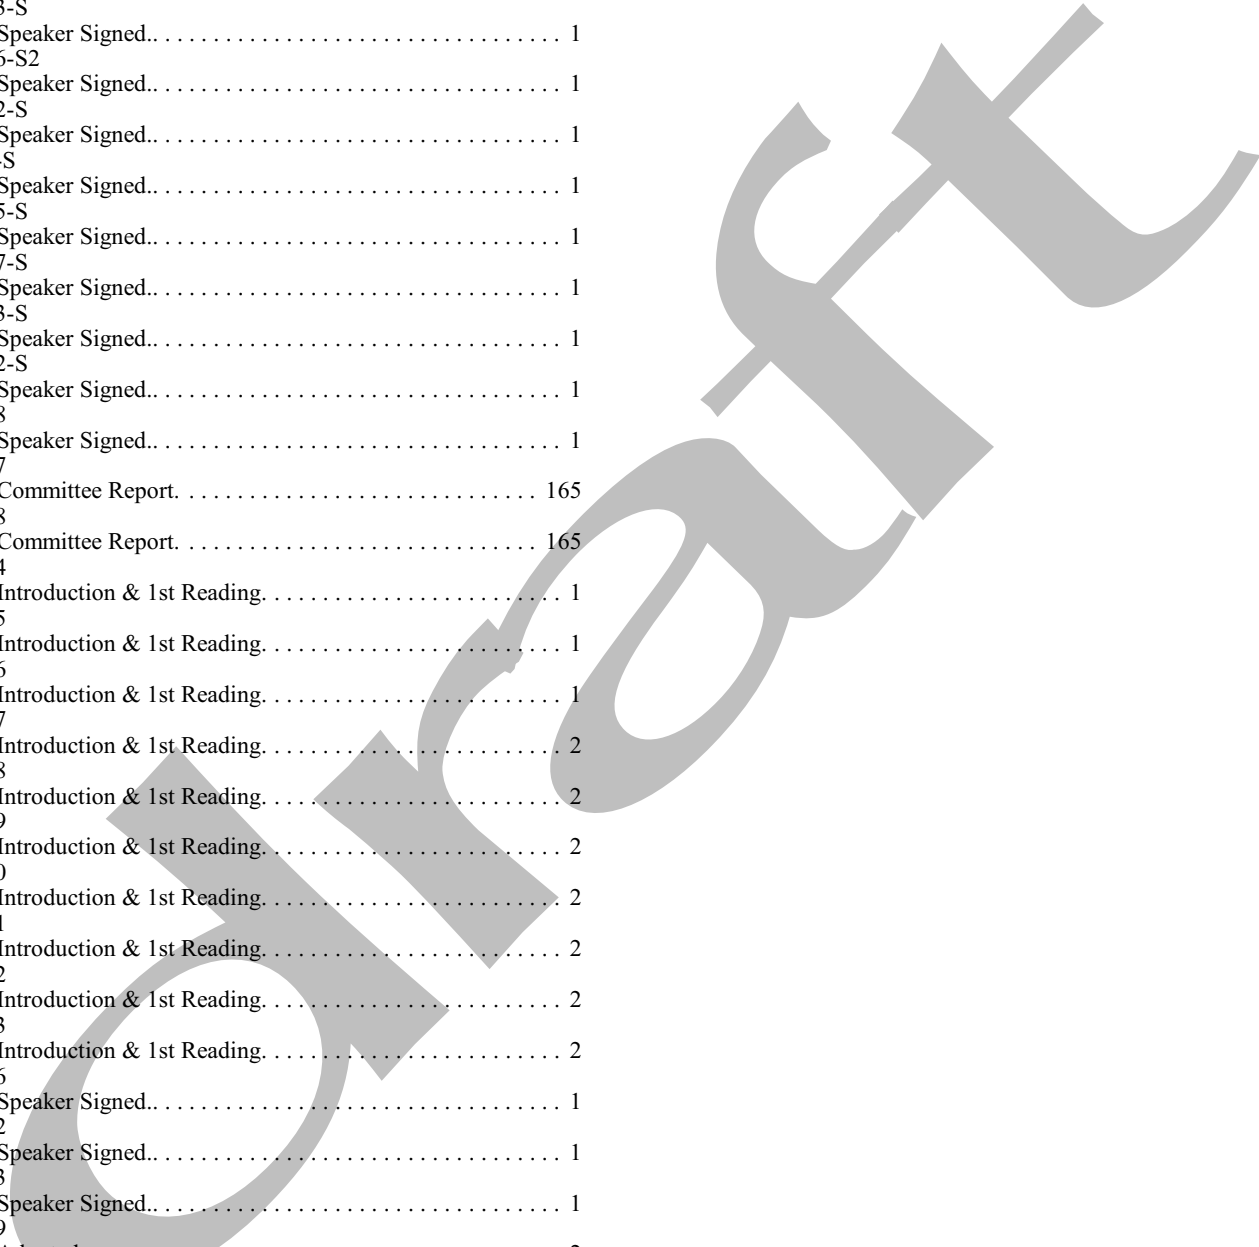 3-S
Speaker Signed.. . . . . . . . . . . . . . . . . . . . . . . . . . . . . . . . . 1
6-S2
Speaker Signed.. . . . . . . . . . . . . . . . . . . . . . . . . . . . . . . . . 1
2-S
Speaker Signed.. . . . . . . . . . . . . . . . . . . . . . . . . . . . . . . . . 1
-S
Speaker Signed.. . . . . . . . . . . . . . . . . . . . . . . . . . . . . . . . . 1
5-S
Speaker Signed.. . . . . . . . . . . . . . . . . . . . . . . . . . . . . . . . . 1
7-S
Speaker Signed.. . . . . . . . . . . . . . . . . . . . . . . . . . . . . . . . . 1
3-S
Speaker Signed.. . . . . . . . . . . . . . . . . . . . . . . . . . . . . . . . . 1
2-S
Speaker Signed.. . . . . . . . . . . . . . . . . . . . . . . . . . . . . . . . . 1
8
Speaker Signed.. . . . . . . . . . . . . . . . . . . . . . . . . . . . . . . . . 1
7
Committee Report. . . . . . . . . . . . . . . . . . . . . . . . . . . . . 165
8
Committee Report. . . . . . . . . . . . . . . . . . . . . . . . . . . . . 165
4
Introduction & 1st Reading. . . . . . . . . . . . . . . . . . . . . . . . 1
5
Introduction & 1st Reading. . . . . . . . . . . . . . . . . . . . . . . . 1
6
Introduction & 1st Reading. . . . . . . . . . . . . . . . . . . . . . . . 1
7
Introduction & 1st Reading. . . . . . . . . . . . . . . . . . . . . . . . 2
8
Introduction & 1st Reading. . . . . . . . . . . . . . . . . . . . . . . . 2
9
Introduction & 1st Reading. . . . . . . . . . . . . . . . . . . . . . . . 2
0
Introduction & 1st Reading. . . . . . . . . . . . . . . . . . . . . . . . 2
1
Introduction & 1st Reading. . . . . . . . . . . . . . . . . . . . . . . . 2
2
Introduction & 1st Reading. . . . . . . . . . . . . . . . . . . . . . . . 2
3
Introduction & 1st Reading. . . . . . . . . . . . . . . . . . . . . . . . 2
6
Speaker Signed.. . . . . . . . . . . . . . . . . . . . . . . . . . . . . . . . . 1
2
Speaker Signed.. . . . . . . . . . . . . . . . . . . . . . . . . . . . . . . . . 1
3
Speaker Signed.. . . . . . . . . . . . . . . . . . . . . . . . . . . . . . . . . 1
9
draft